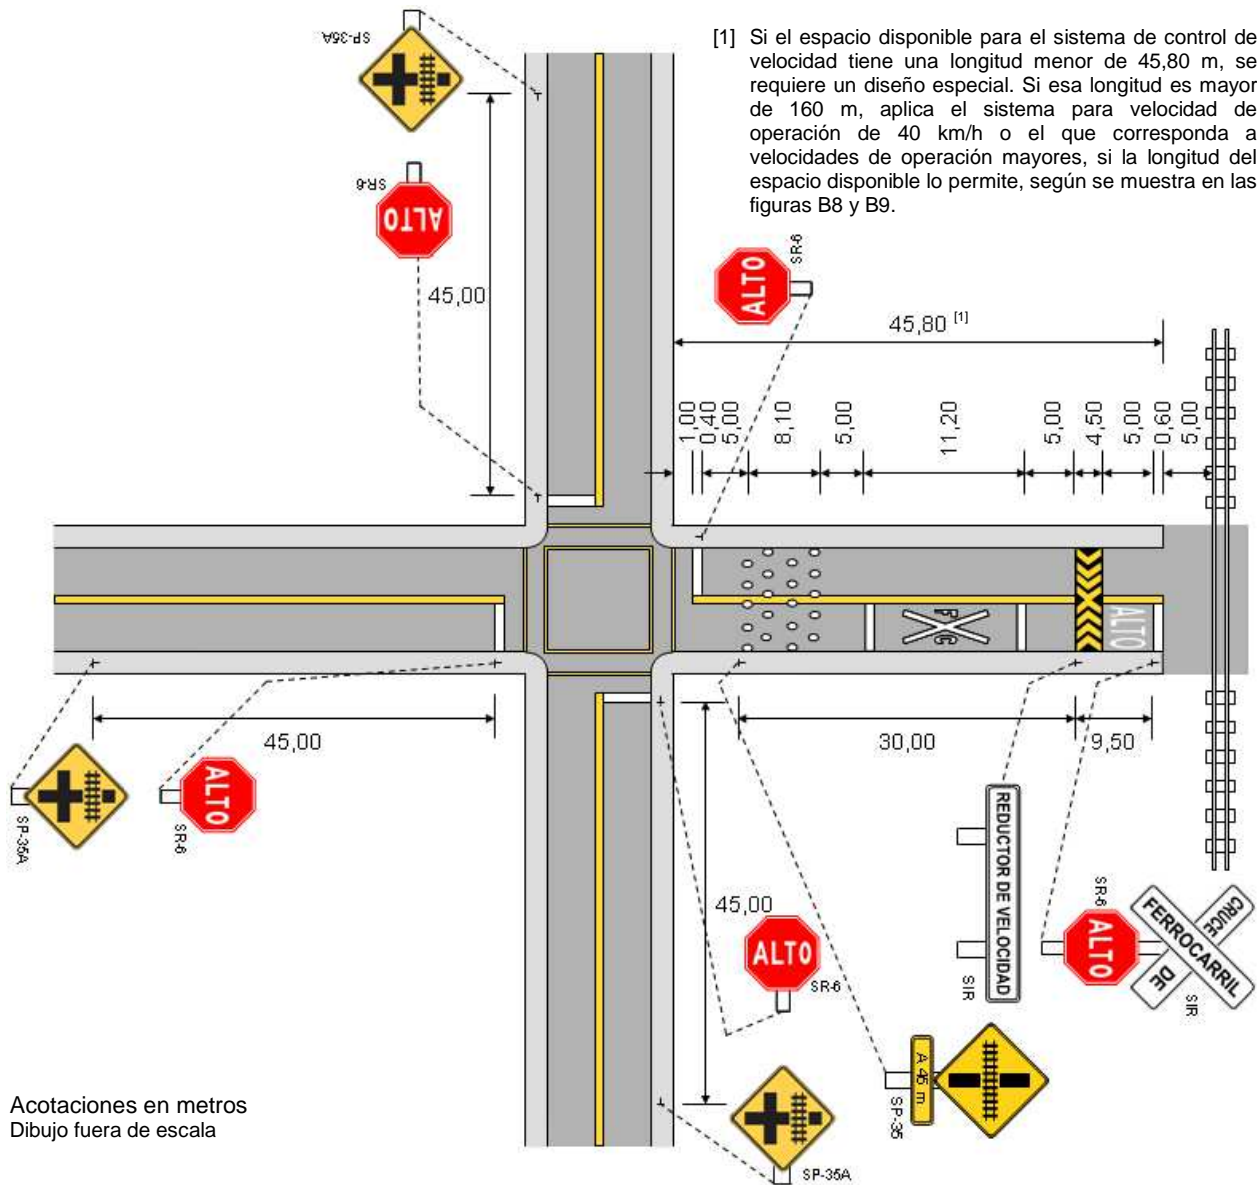 [1] Si el espacio disponible para el sistema de control de
velocidad tiene una longitud menor de 45,80 m, se
requiere un diseño especial. Si esa longitud es mayor
de 160 m, aplica el sistema para velocidad de
operación de 40 km/h o el que corresponda a
velocidades de operación mayores, si la longitud del
espacio disponible lo permite, según se muestra en las
figuras B8 y B9.
SP-35A
SR-6
ALTO
45,00
ALTO
SR-6
45,80 [1]
1,00
0,40
5,00
8,10
5,00
11,20
5,00
4,50
5,00
0,60
5,00
F C
ALTO
45,00
30,00
9,50
SP-35A
ALTO
SR-6
45,00
ALTO
SR-6
REDUCTOR DE VELOCIDAD
SIR
SR-6
ALTO
CRUCE
DE
FERROCARRIL
SIR
A 45 m
SP-35
SP-35A
Acotaciones en metros
Dibujo fuera de escala